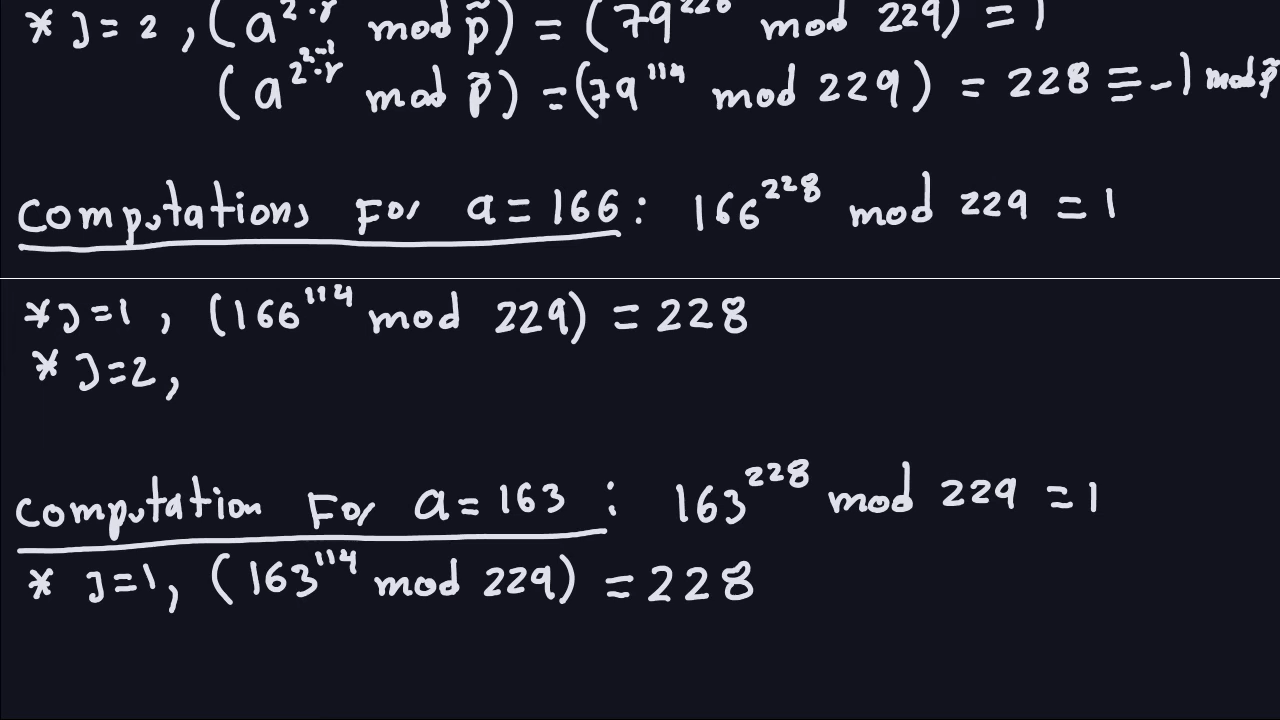 * J = 2 , (a^{2^2·r} mod p̃) = (79^{228} mod 229) = 1
(a^{2^{2-1}·r} mod p̃) = (79^{114} mod 229) = 228 ≡ -1 mod p̃
Computations For a = 166 : 166^{228} mod 229 = 1
* J = 1 , (166^{114} mod 229) = 228
* J = 2 ,
Computation For a = 163 : 163^{228} mod 229 = 1
* J = 1 , (163^{114} mod 229) = 228